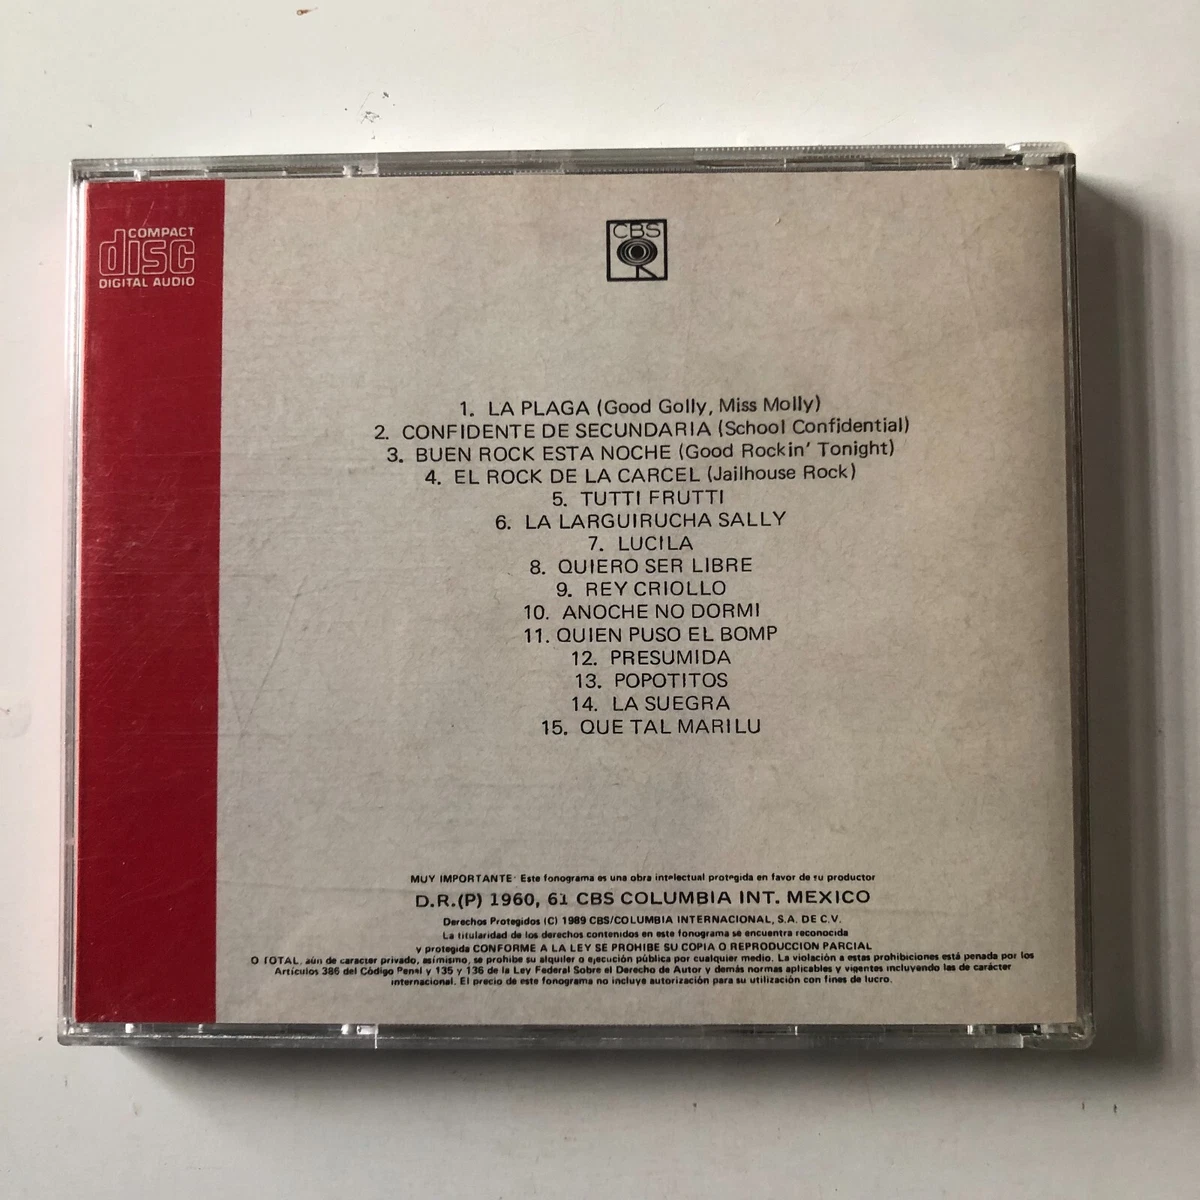 COMPACT
disc
DIGITAL AUDIO
CBS
1. LA PLAGA (Good Golly, Miss Molly)
2. CONFIDENTE DE SECUNDARIA (School Confidential)
3. BUEN ROCK ESTA NOCHE (Good Rockin' Tonight)
4. EL ROCK DE LA CARCEL (Jailhouse Rock)
5. TUTTI FRUTTI
6. LA LARGUIRUCHA SALLY
7. LUCILA
8. QUIERO SER LIBRE
9. REY CRIOLLO
10. ANOCHE NO DORMI
11. QUIEN PUSO EL BOMP
12. PRESUMIDA
13. POPOTITOS
14. LA SUEGRA
15. QUE TAL MARILU
MUY IMPORTANTE· Este fonograma es una obra intelectual protegida en favor de su productor
D.R.(P) 1960, 61 CBS COLUMBIA INT. MEXICO
Derechos Protegidos (C) 1989 CBS/COLUMBIA INTERNACIONAL, S.A. DE C.V.
La titularidad de los derechos contenidos en este fonograma se encuentra reconocida
y protegida CONFORME A LA LEY SE PROHIBE SU COPIA O REPRODUCCION PARCIAL
O TOTAL, aún de caracter privado, asimismo, se prohibe su alquiler o ejecución pública por cualquier medio. La violación a estas prohibiciones está penada por los
Artículos 386 del Código Penal y 135 y 136 de la Ley Federal Sobre el Derecho de Autor y demás normas aplicables y vigentes incluyendo las de carácter
internacional. El precio de este fonograma no incluye autorización para su utilización con fines de lucro.